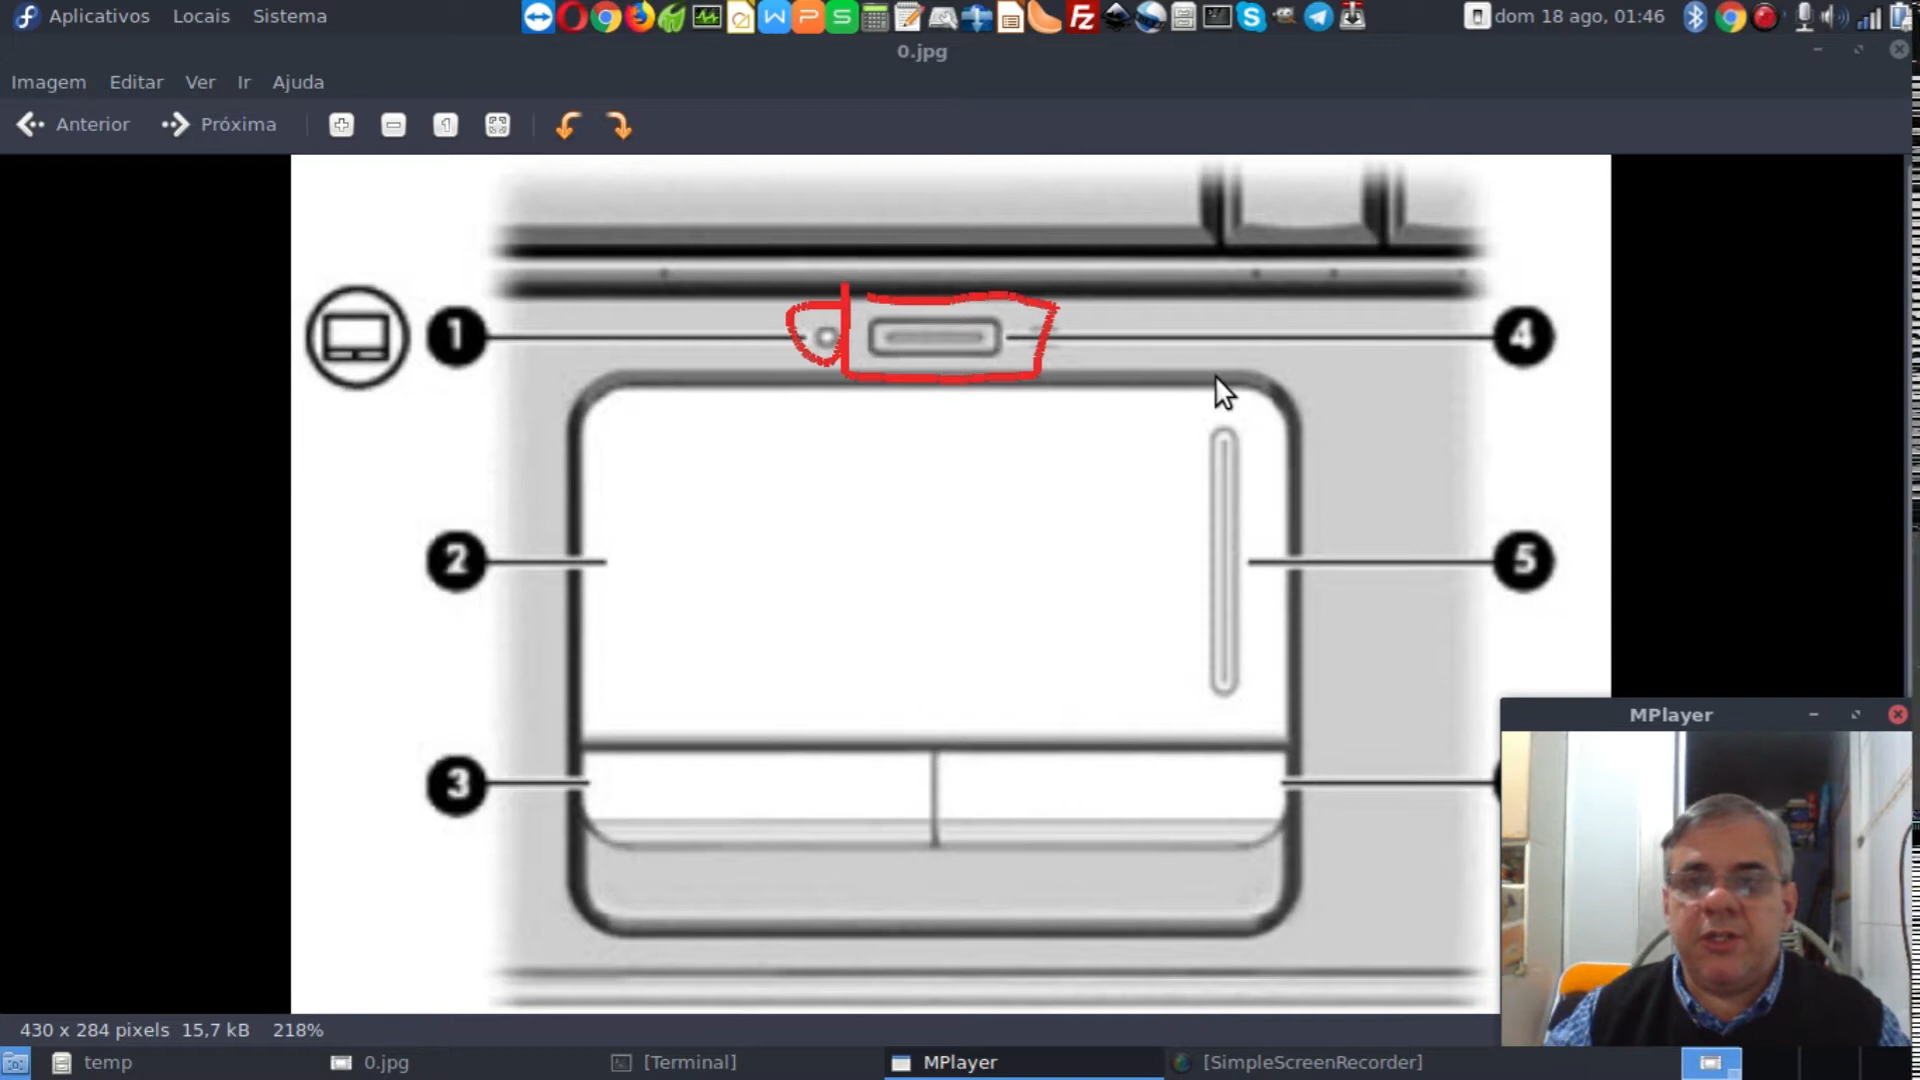 Aplicativos Locais Sistema
dom 18 ago, 01:46
0.jpg
Imagem Editar Ver Ir Ajuda
Anterior Próxima
1
4
2
5
3
MPlayer
430 x 284 pixels 15,7 kB 218%
temp 0.jpg [Terminal] MPlayer [SimpleScreenRecorder]